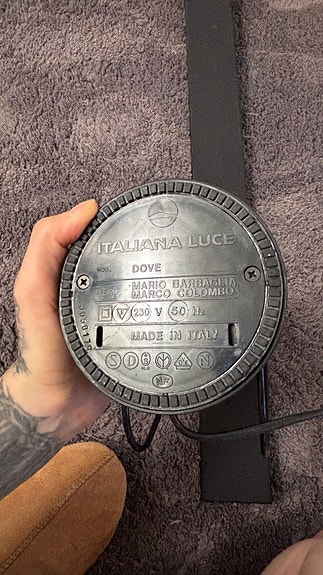 ITALIANA LUCE
MOD. DOVE
MARIO BARBAGLIA
MARCO COLOMBO
230 V 50 Hz
MADE IN ITALY
S D N